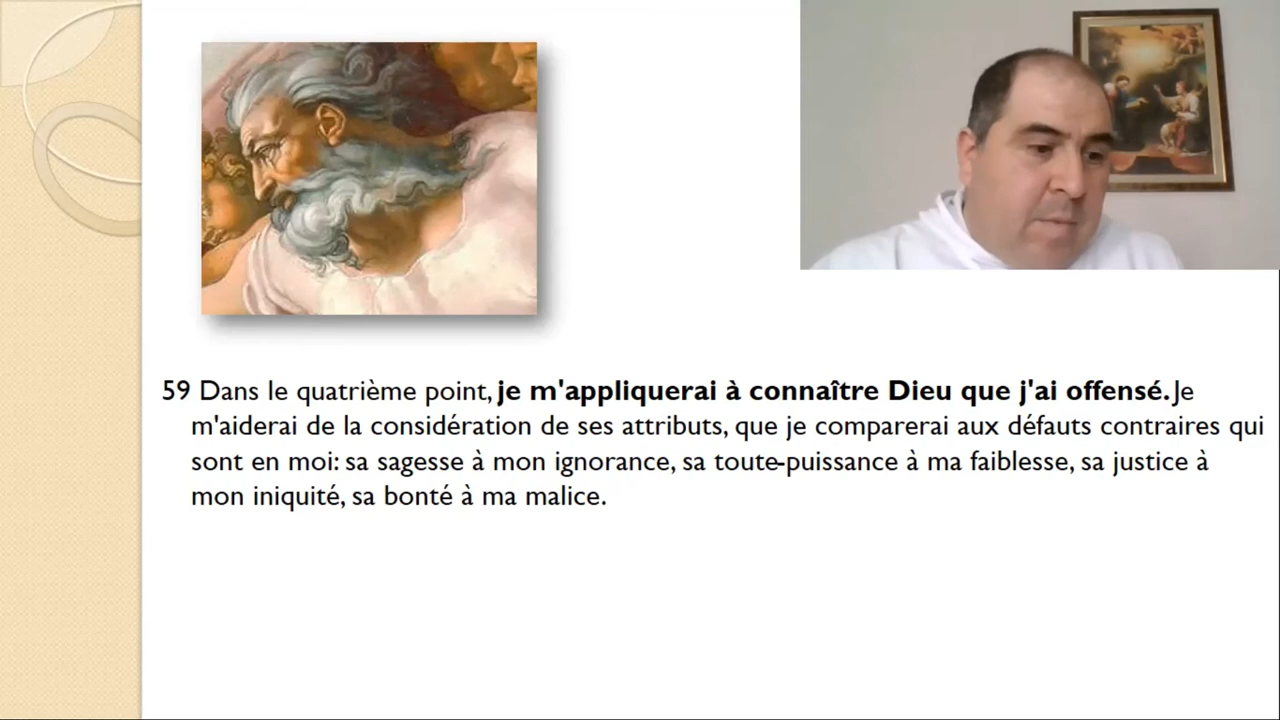 59 Dans le quatrième point, je m'appliquerai à connaître Dieu que j'ai offensé. Je
m'aiderai de la considération de ses attributs, que je comparerai aux défauts contraires qui
sont en moi: sa sagesse à mon ignorance, sa toute-puissance à ma faiblesse, sa justice à
mon iniquité, sa bonté à ma malice.